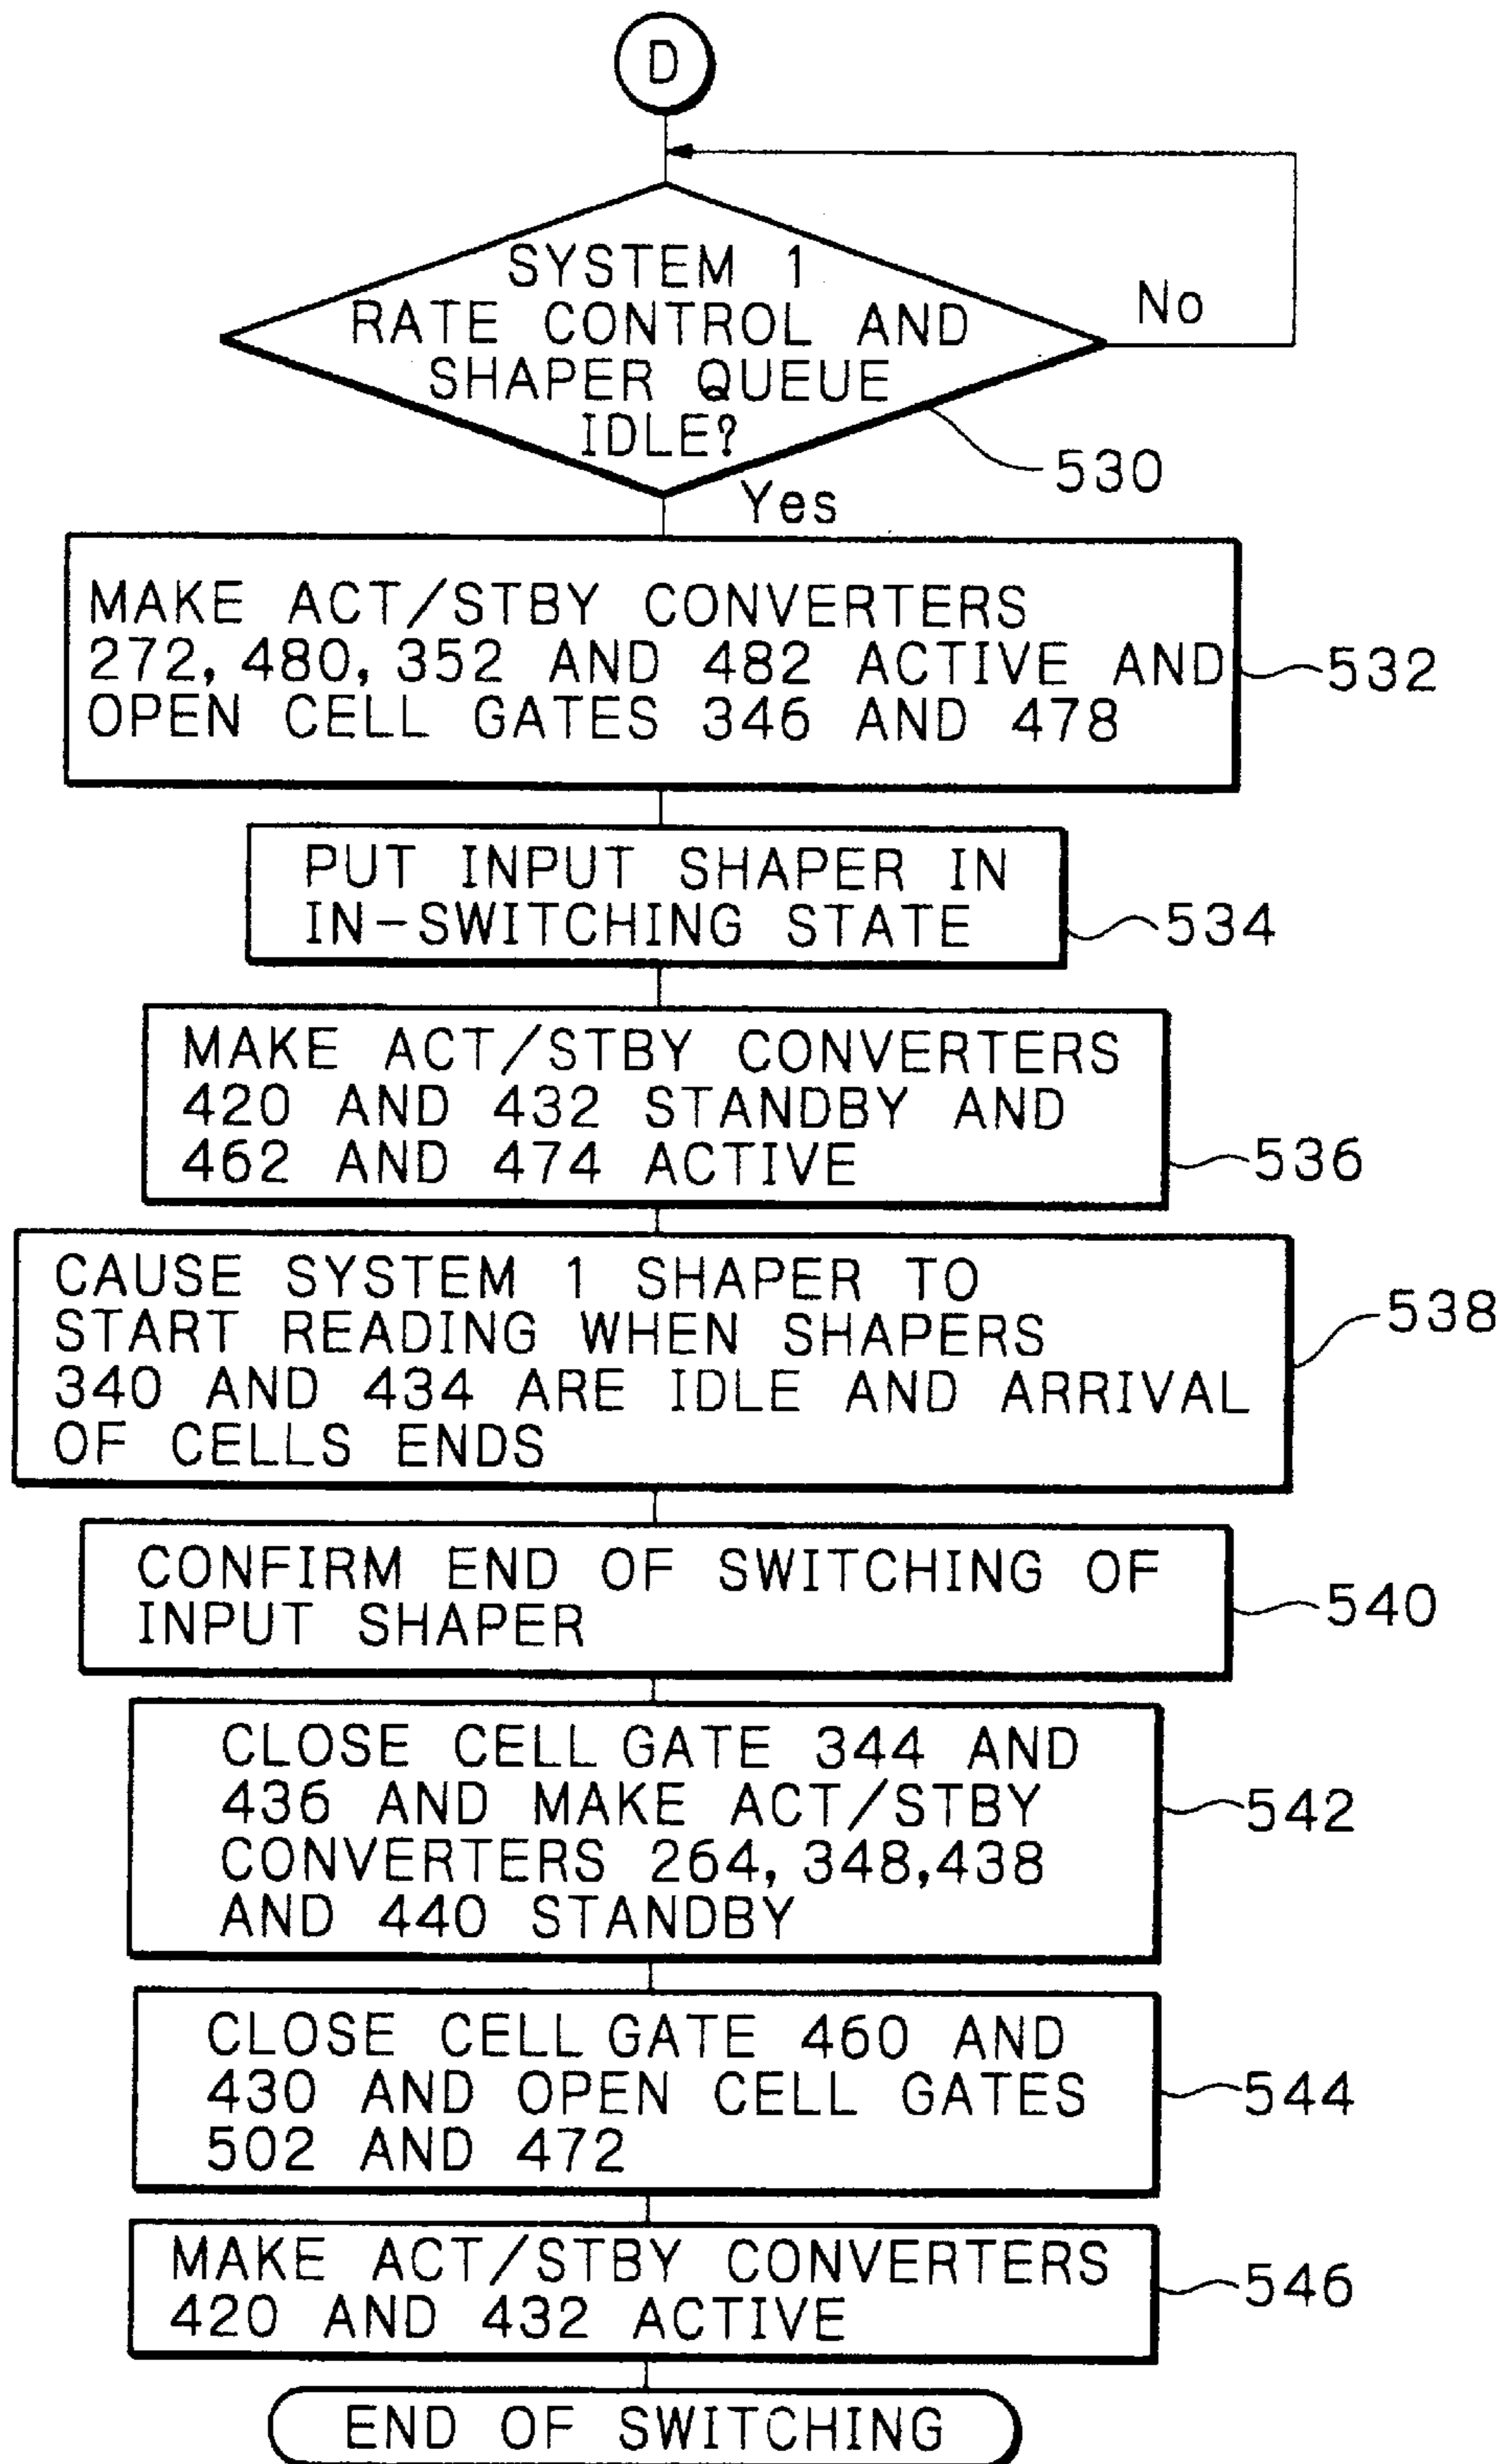 D
SYSTEM 1
RATE CONTROL AND
SHAPER QUEUE
IDLE?
No
530
Yes
MAKE ACT/STBY CONVERTERS
272, 480, 352 AND 482 ACTIVE AND
OPEN CELL GATES 346 AND 478
532
PUT INPUT SHAPER IN
IN-SWITCHING STATE
534
MAKE ACT/STBY CONVERTERS
420 AND 432 STANDBY AND
462 AND 474 ACTIVE
536
CAUSE SYSTEM 1 SHAPER TO
START READING WHEN SHAPERS
340 AND 434 ARE IDLE AND ARRIVAL
OF CELLS ENDS
538
CONFIRM END OF SWITCHING OF
INPUT SHAPER
540
CLOSE CELL GATE 344 AND
436 AND MAKE ACT/STBY
CONVERTERS 264, 348,438
AND 440 STANDBY
542
CLOSE CELL GATE 460 AND
430 AND OPEN CELL GATES
502 AND 472
544
MAKE ACT/STBY CONVERTERS
420 AND 432 ACTIVE
546
END OF SWITCHING